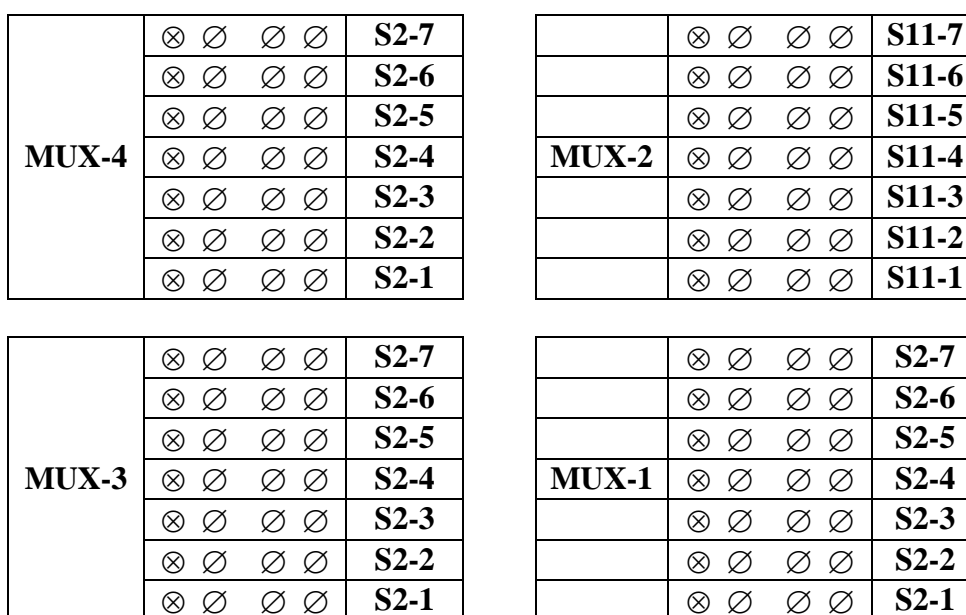 ⊗ ∅ ∅ ∅ S2-7 ⊗ ∅ ∅ ∅ S11-7
⊗ ∅ ∅ ∅ S2-6 ⊗ ∅ ∅ ∅ S11-6
⊗ ∅ ∅ ∅ S2-5 ⊗ ∅ ∅ ∅ S11-5
MUX-4 ⊗ ∅ ∅ ∅ S2-4 MUX-2 ⊗ ∅ ∅ ∅ S11-4
⊗ ∅ ∅ ∅ S2-3 ⊗ ∅ ∅ ∅ S11-3
⊗ ∅ ∅ ∅ S2-2 ⊗ ∅ ∅ ∅ S11-2
⊗ ∅ ∅ ∅ S2-1 ⊗ ∅ ∅ ∅ S11-1
⊗ ∅ ∅ ∅ S2-7 ⊗ ∅ ∅ ∅ S2-7
⊗ ∅ ∅ ∅ S2-6 ⊗ ∅ ∅ ∅ S2-6
⊗ ∅ ∅ ∅ S2-5 ⊗ ∅ ∅ ∅ S2-5
MUX-3 ⊗ ∅ ∅ ∅ S2-4 MUX-1 ⊗ ∅ ∅ ∅ S2-4
⊗ ∅ ∅ ∅ S2-3 ⊗ ∅ ∅ ∅ S2-3
⊗ ∅ ∅ ∅ S2-2 ⊗ ∅ ∅ ∅ S2-2
⊗ ∅ ∅ ∅ S2-1 ⊗ ∅ ∅ ∅ S2-1